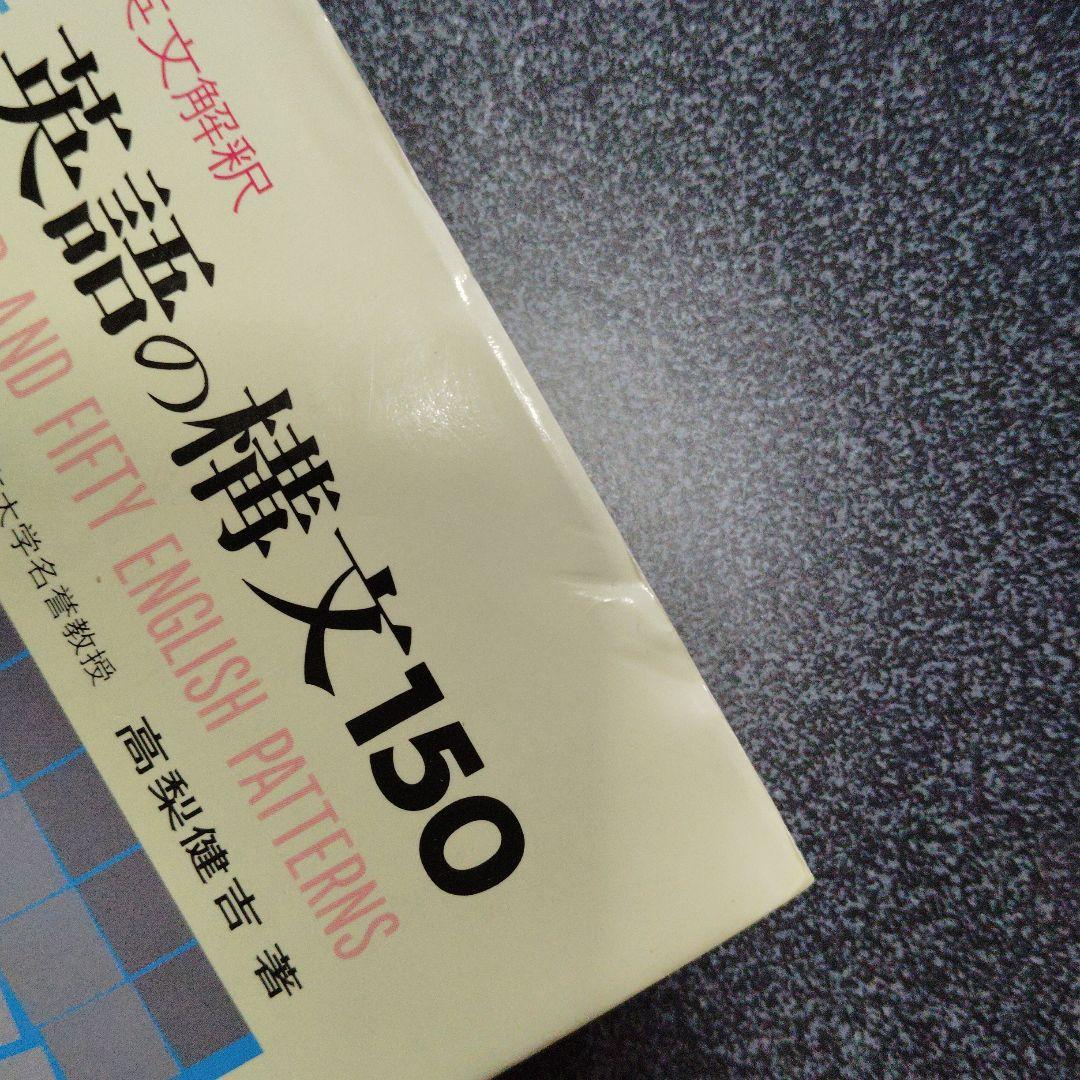 英文解釈
英語の構文150
AND FIFTY ENGLISH PATTERNS
大学名誉教授 高梨健吉 著